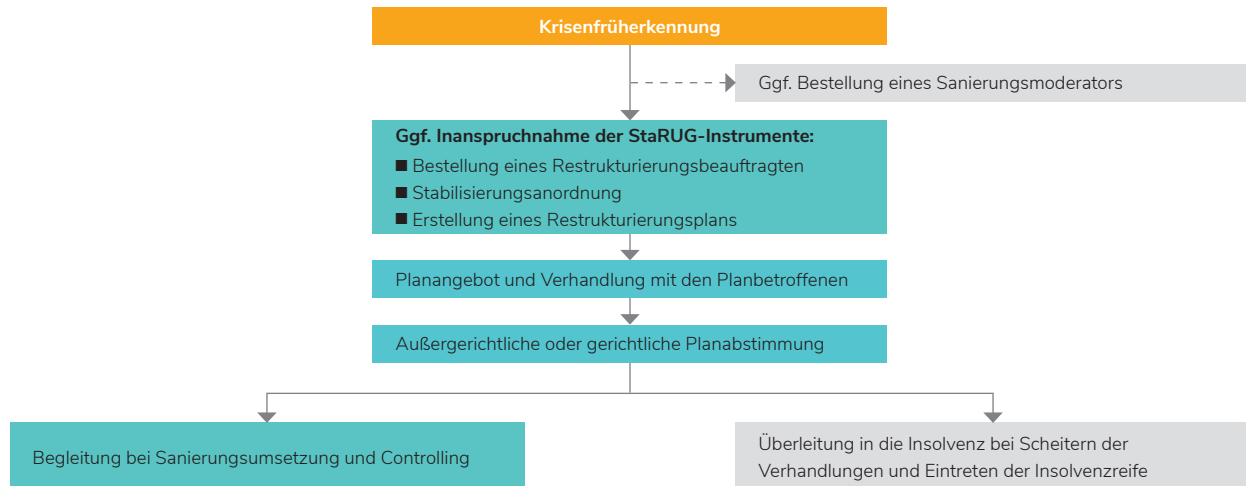 Krisenfrüherkennung
Ggf. Bestellung eines Sanierungsmoderators
Ggf. Inanspruchnahme der StaRUG-Instrumente:
■ Bestellung eines Restrukturierungsbeauftragten
■ Stabilisierungsanordnung
■ Erstellung eines Restrukturierungsplans
Planangebot und Verhandlung mit den Planbetroffenen
Außergerichtliche oder gerichtliche Planabstimmung
Begleitung bei Sanierungsumsetzung und Controlling
Überleitung in die Insolvenz bei Scheitern der
Verhandlungen und Eintreten der Insolvenzreife